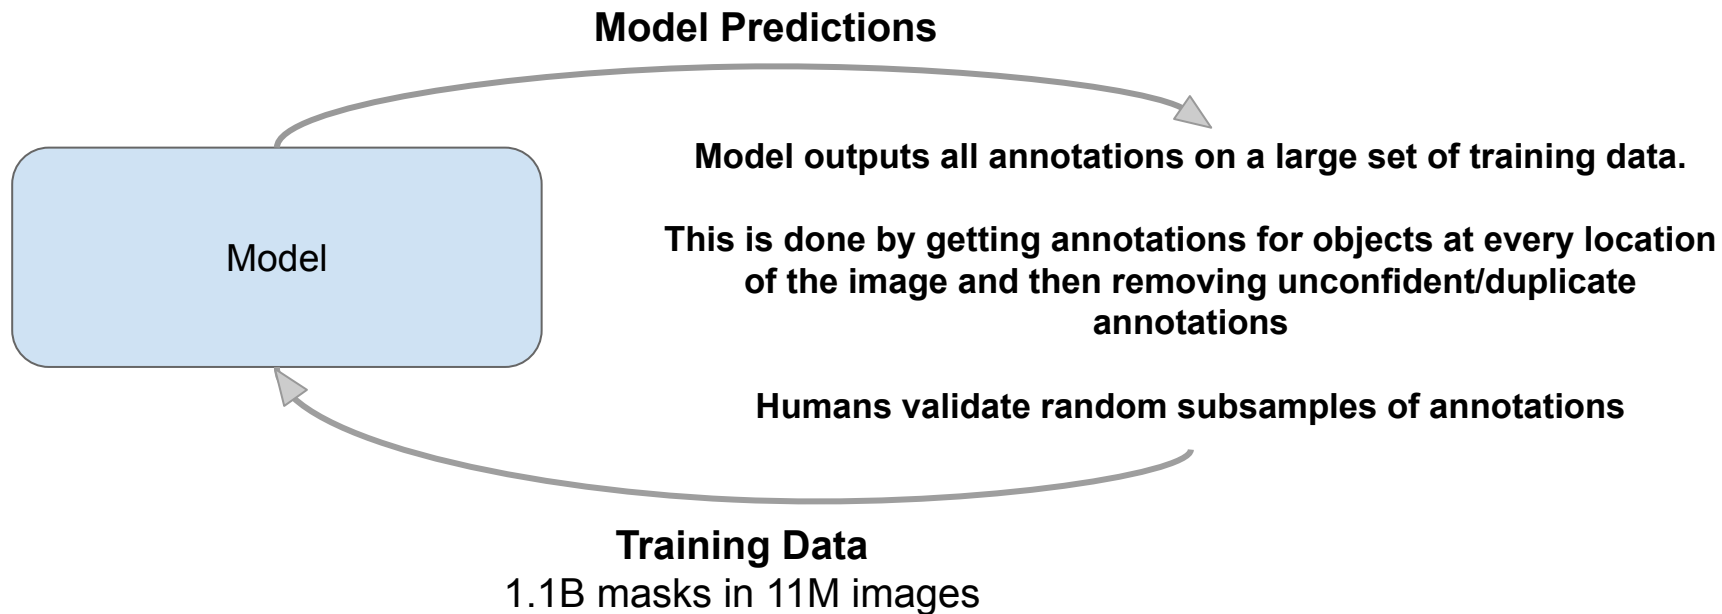 Model Predictions
Model
Model outputs all annotations on a large set of training data.
This is done by getting annotations for objects at every location
of the image and then removing unconfident/duplicate
annotations
Humans validate random subsamples of annotations
Training Data
1.1B masks in 11M images